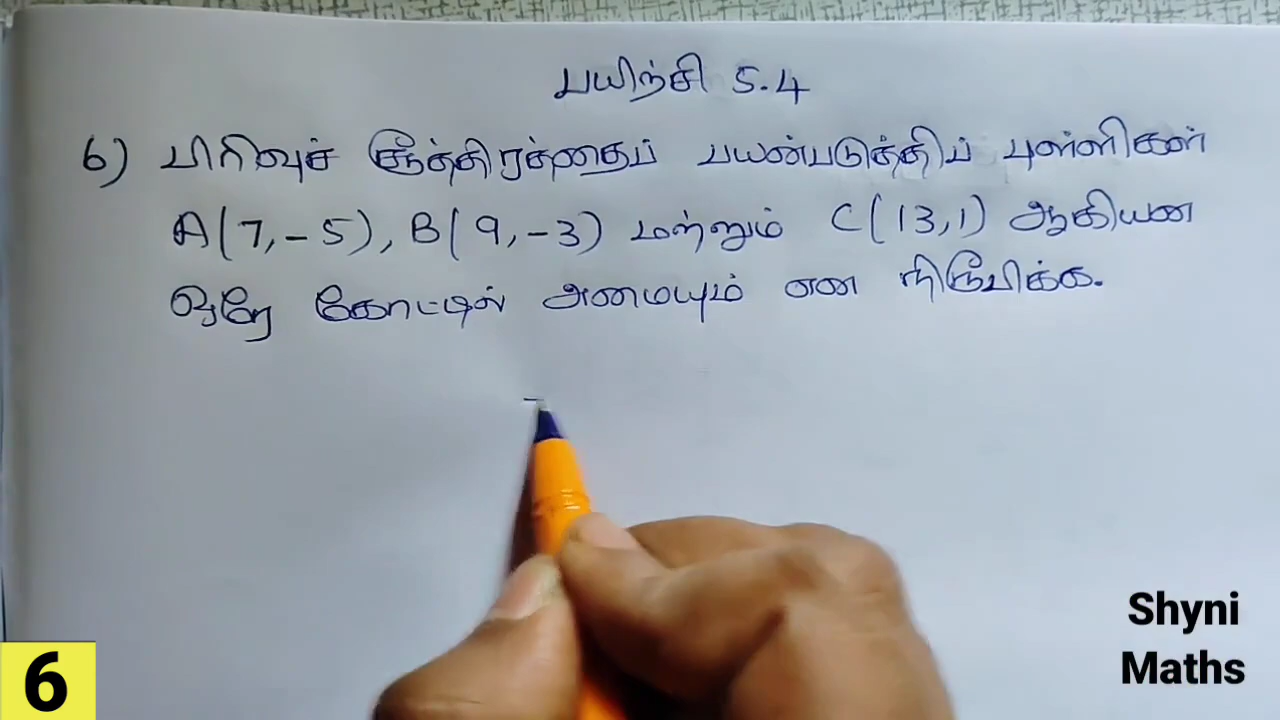 பயிற்சி 5.4
6) பிரிவுச் சூத்திரத்தைப் பயன்படுத்திப் புள்ளிகள்
A(7,-5), B(9,-3) மற்றும் C(13,1) ஆகியன
ஒரே கோட்டில் அமையும் என நிரூபிக்க.
Shyni
Maths
6